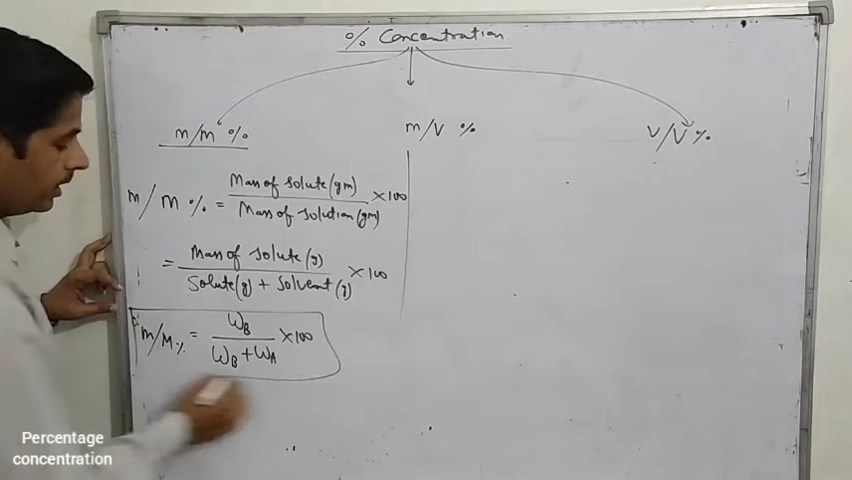 % Concentration
m/m %
m/v %
v/v %
m/m % = Mass of solute (gm) / Mass of solution (gm) × 100
= Mass of solute (g) / Solute (g) + Solvent (g) × 100
m/m % = W_B / W_B + W_A × 100
Percentage
concentration